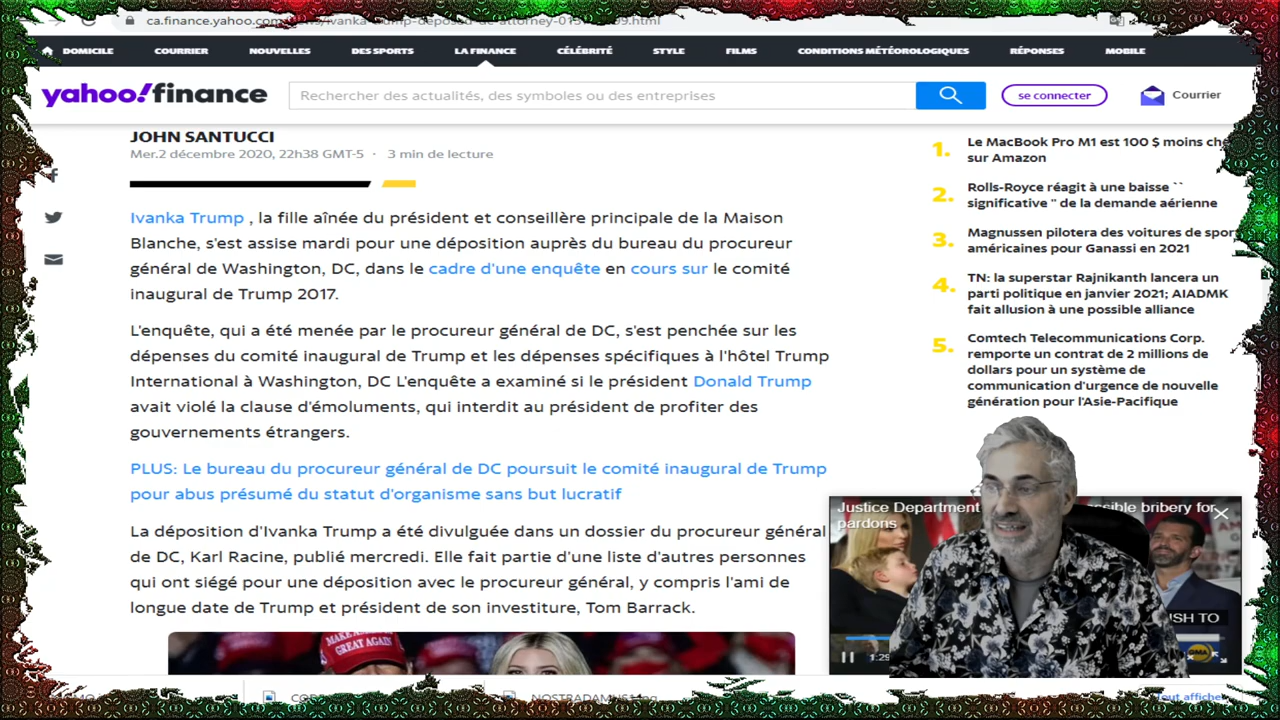 ca.finance.yahoo.com
DOMICILE COURRIER NOUVELLES DES SPORTS LA FINANCE CÉLÉBRITÉ STYLE FILMS CONDITIONS MÉTÉOROLOGIQUES RÉPONSES MOBILE
yahoo!finance
Rechercher des actualités, des symboles ou des entreprises
se connecter
Courrier
JOHN SANTUCCI
Mer.2 décembre 2020, 22h38 GMT-5 · 3 min de lecture
Ivanka Trump , la fille aînée du président et conseillère principale de la Maison
Blanche, s'est assise mardi pour une déposition auprès du bureau du procureur
général de Washington, DC, dans le cadre d'une enquête en cours sur le comité
inaugural de Trump 2017.
L'enquête, qui a été menée par le procureur général de DC, s'est penchée sur les
dépenses du comité inaugural de Trump et les dépenses spécifiques à l'hôtel Trump
International à Washington, DC L'enquête a examiné si le président Donald Trump
avait violé la clause d'émoluments, qui interdit au président de profiter des
gouvernements étrangers.
PLUS: Le bureau du procureur général de DC poursuit le comité inaugural de Trump
pour abus présumé du statut d'organisme sans but lucratif
La déposition d'Ivanka Trump a été divulguée dans un dossier du procureur général
de DC, Karl Racine, publié mercredi. Elle fait partie d'une liste d'autres personnes
qui ont siégé pour une déposition avec le procureur général, y compris l'ami de
longue date de Trump et président de son investiture, Tom Barrack.
MAKE AMERICA
GREAT AGAIN
1. Le MacBook Pro M1 est 100 $ moins
sur Amazon
2. Rolls-Royce réagit à une baisse ``
significative '' de la demande aérienne
3. Magnussen pilotera des voitures de sport
américaines pour Ganassi en 2021
4. TN: la superstar Rajnikanth lancera un
parti politique en janvier 2021; AIADMK
fait allusion à une possible alliance
5. Comtech Telecommunications Corp.
remporte un contrat de 2 millions de
dollars pour un système de
communication d'urgence de nouvelle
génération pour l'Asie-Pacifique
Justice Department bribery for
pardons
TO
1:29
GMA